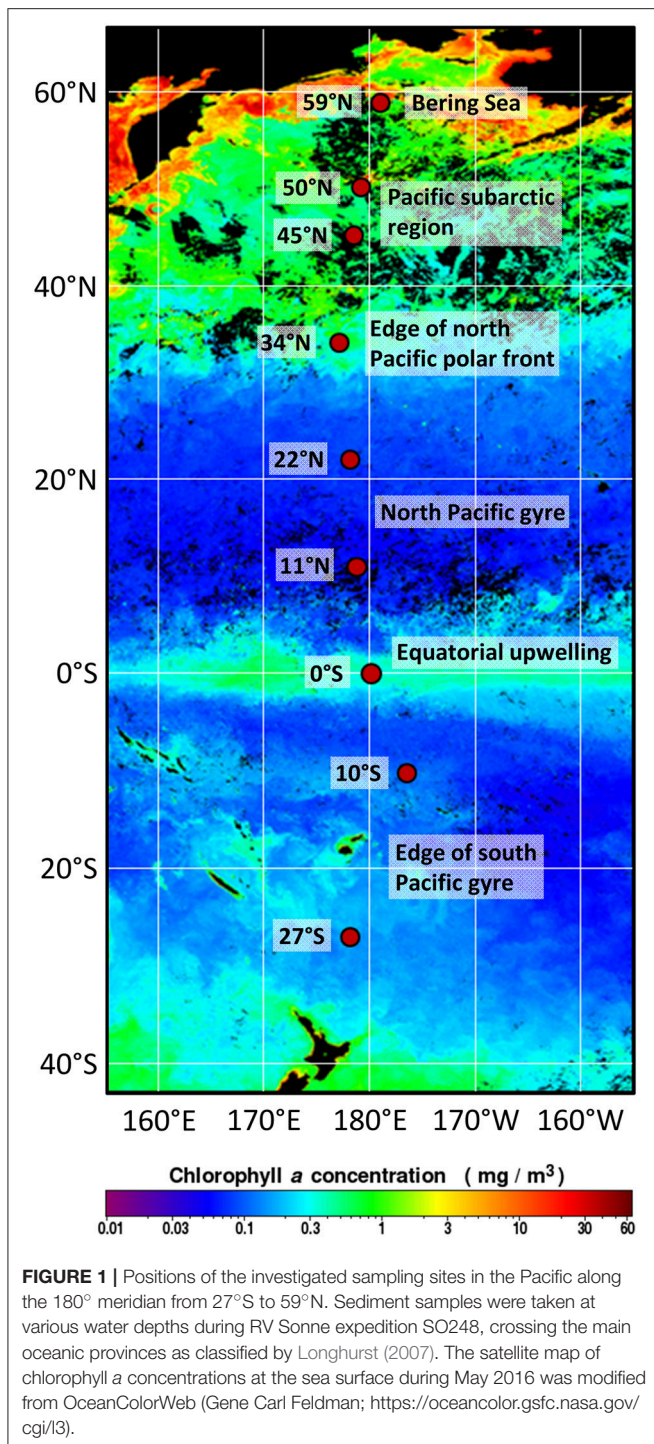 60°N
59°N Bering Sea
50°N
Pacific subarctic
region
45°N
40°N
34°N
Edge of north
Pacific polar front
22°N
20°N
North Pacific gyre
11°N
Equatorial upwelling
0°S
0°S
10°S
20°S
Edge of south
Pacific gyre
27°S
40°S
160°E 170°E 180°E 170°W 160°W
Chlorophyll a concentration ( mg / m³)
0.01 0.03 0.1 0.3 1 3 10 30 60
FIGURE 1 | Positions of the investigated sampling sites in the Pacific along
the 180° meridian from 27°S to 59°N. Sediment samples were taken at
various water depths during RV Sonne expedition SO248, crossing the main
oceanic provinces as classified by Longhurst (2007). The satellite map of
chlorophyll a concentrations at the sea surface during May 2016 was modified
from OceanColorWeb (Gene Carl Feldman; https://oceancolor.gsfc.nasa.gov/
cgi/l3).